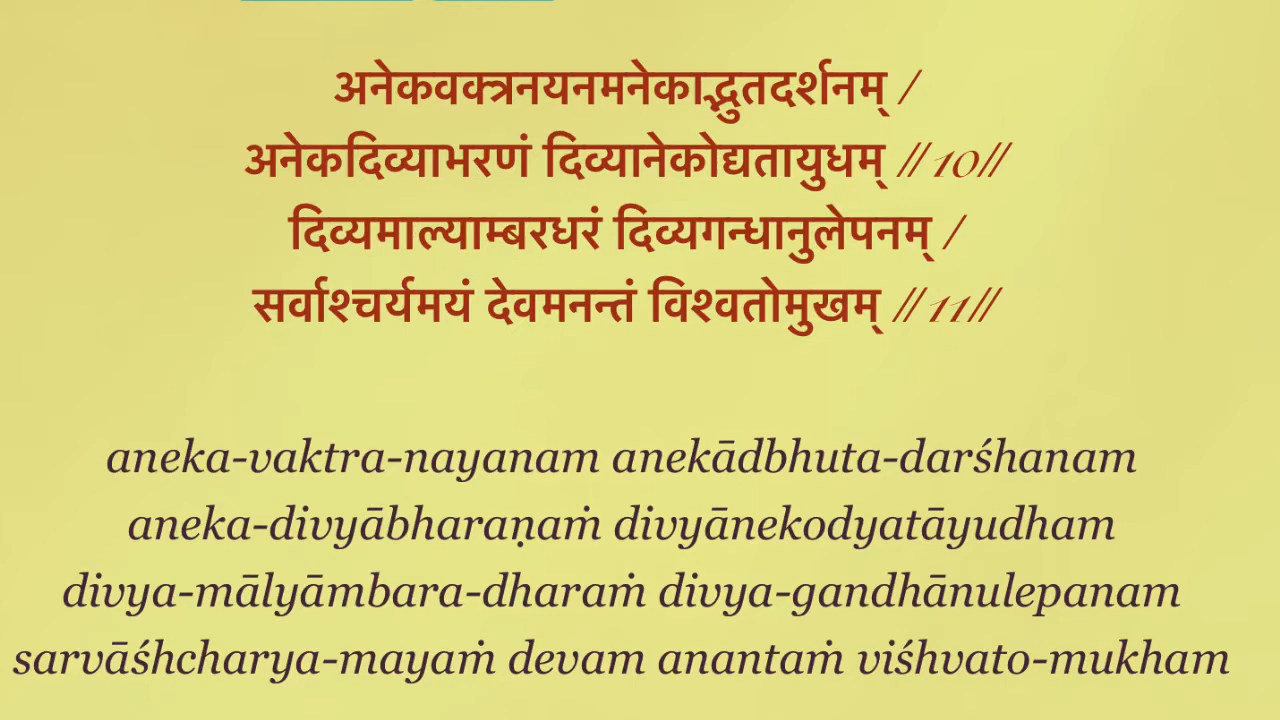 अनेकवक्त्रनयनमनेकाद्भुतदर्शनम् /
अनेकदिव्याभरणं दिव्यानेकोद्यतायुधम् //10//
दिव्यमाल्याम्बरधरं दिव्यगन्धानुलेपनम् /
सर्वाश्चर्यमयं देवमनन्तं विश्वतोमुखम् //11//
aneka-vaktra-nayanam anekādbhuta-darśhanam
aneka-divyābharaṇaṁ divyānekodyatāyudham
divya-mālyāmbara-dharaṁ divya-gandhānulepanam
sarvāśhcharya-mayaṁ devam anantaṁ viśhvato-mukham